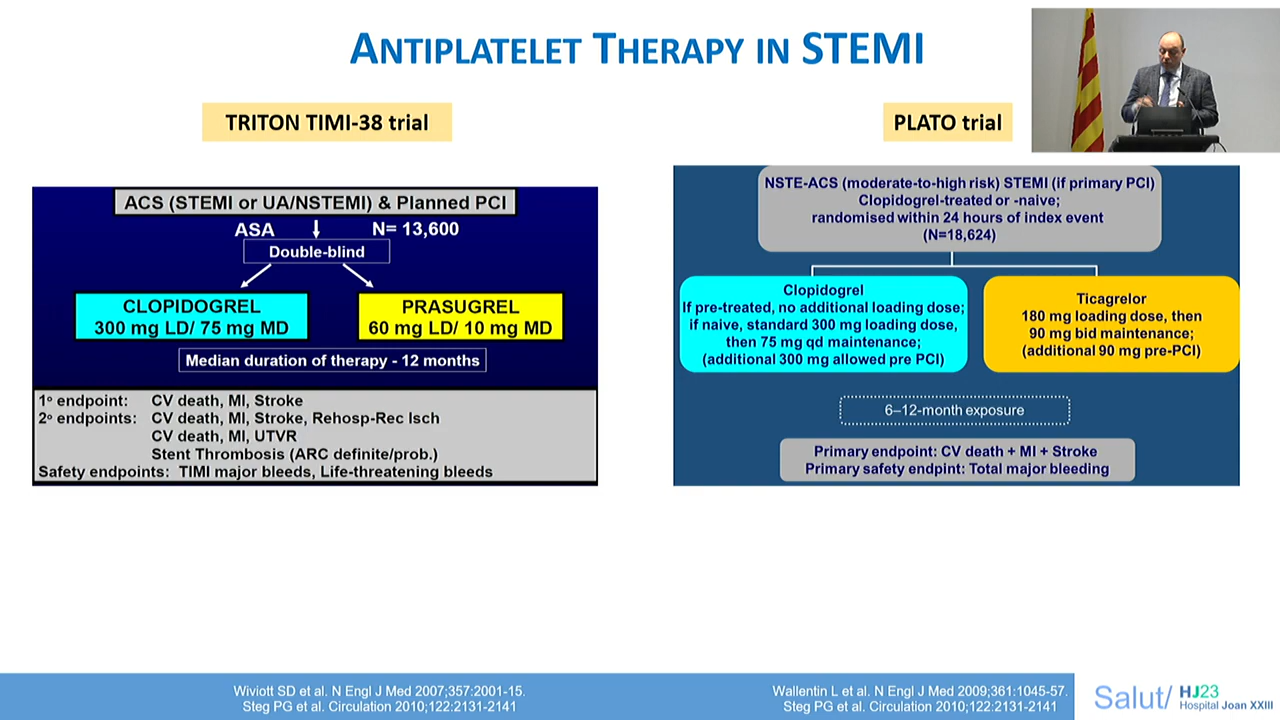 ANTIPLATELET THERAPY IN STEMI
TRITON TIMI-38 trial
ACS (STEMI or UA/NSTEMI) & Planned PCI
ASA
N= 13,600
Double-blind
CLOPIDOGREL
300 mg LD/ 75 mg MD
PRASUGREL
60 mg LD/ 10 mg MD
Median duration of therapy - 12 months
1º endpoint: CV death, MI, Stroke
2º endpoints: CV death, MI, Stroke, Rehosp-Rec Isch
CV death, MI, UTVR
Stent Thrombosis (ARC definite/prob.)
Safety endpoints: TIMI major bleeds, Life-threatening bleeds
PLATO trial
NSTE-ACS (moderate-to-high risk) STEMI (if primary PCI)
Clopidogrel-treated or -naive;
randomised within 24 hours of index event
(N=18,624)
Clopidogrel
If pre-treated, no additional loading dose;
if naive, standard 300 mg loading dose,
then 75 mg qd maintenance;
(additional 300 mg allowed pre PCI)
Ticagrelor
180 mg loading dose, then
90 mg bid maintenance;
(additional 90 mg pre-PCI)
6–12-month exposure
Primary endpoint: CV death + MI + Stroke
Primary safety endpint: Total major bleeding
Wiviott SD et al. N Engl J Med 2007;357:2001-15.
Steg PG et al. Circulation 2010;122:2131-2141
Wallentin L et al. N Engl J Med 2009;361:1045-57.
Steg PG et al. Circulation 2010;122:2131-2141
Salut/ HJ23
Hospital Joan XXIII